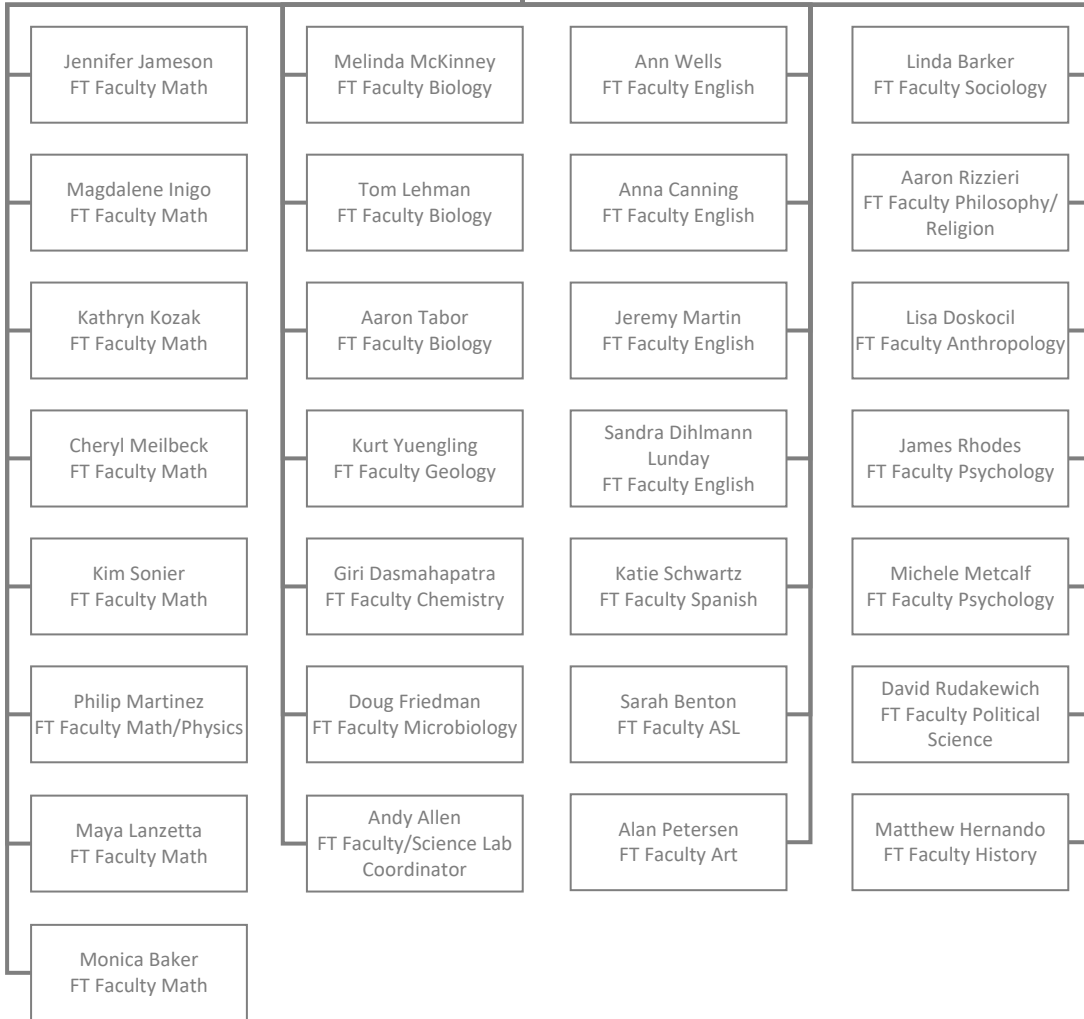 Jennifer Jameson
FT Faculty Math
Magdalene Inigo
FT Faculty Math
Kathryn Kozak
FT Faculty Math
Cheryl Meilbeck
FT Faculty Math
Kim Sonier
FT Faculty Math
Philip Martinez
FT Faculty Math/Physics
Maya Lanzetta
FT Faculty Math
Monica Baker
FT Faculty Math
Melinda McKinney
FT Faculty Biology
Tom Lehman
FT Faculty Biology
Aaron Tabor
FT Faculty Biology
Kurt Yuengling
FT Faculty Geology
Giri Dasmahapatra
FT Faculty Chemistry
Doug Friedman
FT Faculty Microbiology
Andy Allen
FT Faculty/Science Lab
Coordinator
Ann Wells
FT Faculty English
Anna Canning
FT Faculty English
Jeremy Martin
FT Faculty English
Sandra Dihlmann
Lunday
FT Faculty English
Katie Schwartz
FT Faculty Spanish
Sarah Benton
FT Faculty ASL
Alan Petersen
FT Faculty Art
Linda Barker
FT Faculty Sociology
Aaron Rizzieri
FT Faculty Philosophy/
Religion
Lisa Doskocil
FT Faculty Anthropology
James Rhodes
FT Faculty Psychology
Michele Metcalf
FT Faculty Psychology
David Rudakewich
FT Faculty Political
Science
Matthew Hernando
FT Faculty History